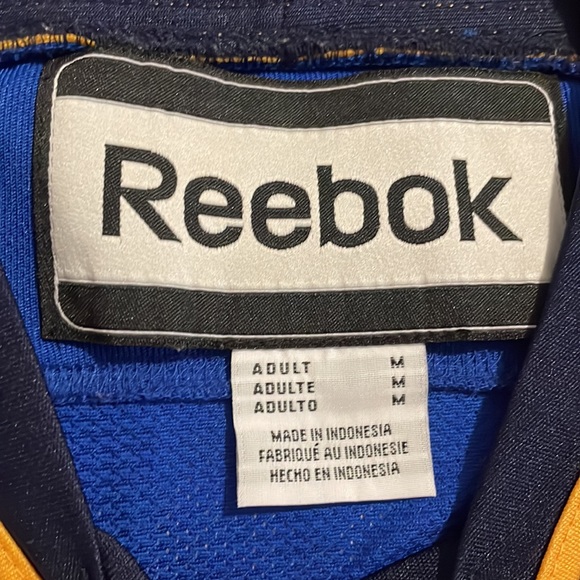 Reebok
ADULT M
ADULTE M
ADULTO M
MADE IN INDONESIA
FABRIQUÉ AU INDONESIE
HECHO EN INDONESIA